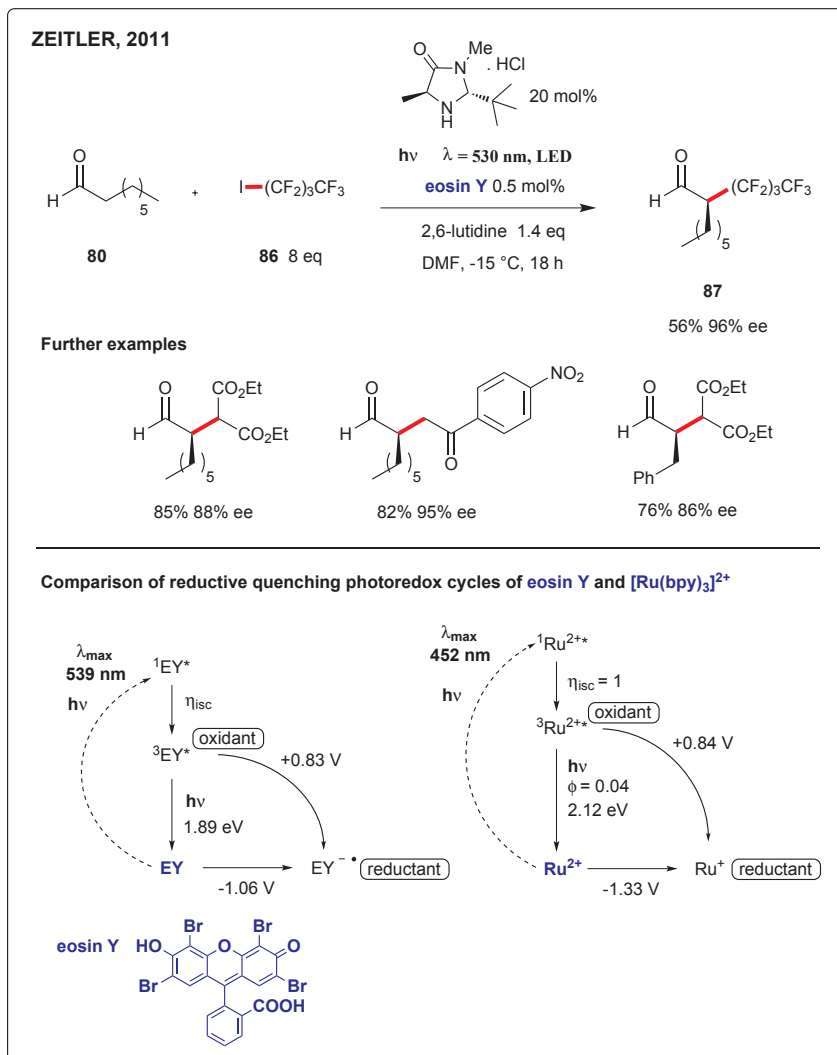 ZEITLER, 2011
O
N
Me
. HCl
N
H
20 mol%
hν λ = 530 nm, LED
eosin Y 0.5 mol%
2,6-lutidine 1.4 eq
DMF, -15 °C, 18 h
O
H
( )5
80
+
I (CF2)3CF3
86 8 eq
O
H
(CF2)3CF3
( )5
87
56% 96% ee
Further examples
O
H
CO2Et
CO2Et
( )5
85% 88% ee
O
H
O
NO2
( )5
82% 95% ee
O
H
CO2Et
CO2Et
Ph
76% 86% ee
Comparison of reductive quenching photoredox cycles of eosin Y and [Ru(bpy)3]2+
λmax
539 nm
hν
1EY*
ηisc
3EY*
oxidant
+0.83 V
hν
1.89 eV
EY
-1.06 V
EY − •
reductant
λmax
452 nm
hν
1Ru2+*
ηisc = 1
3Ru2+*
oxidant
+0.84 V
hν
ϕ = 0.04
2.12 eV
Ru2+
-1.33 V
Ru+
reductant
eosin Y
Br
HO
O
Br
O
Br
Br
COOH